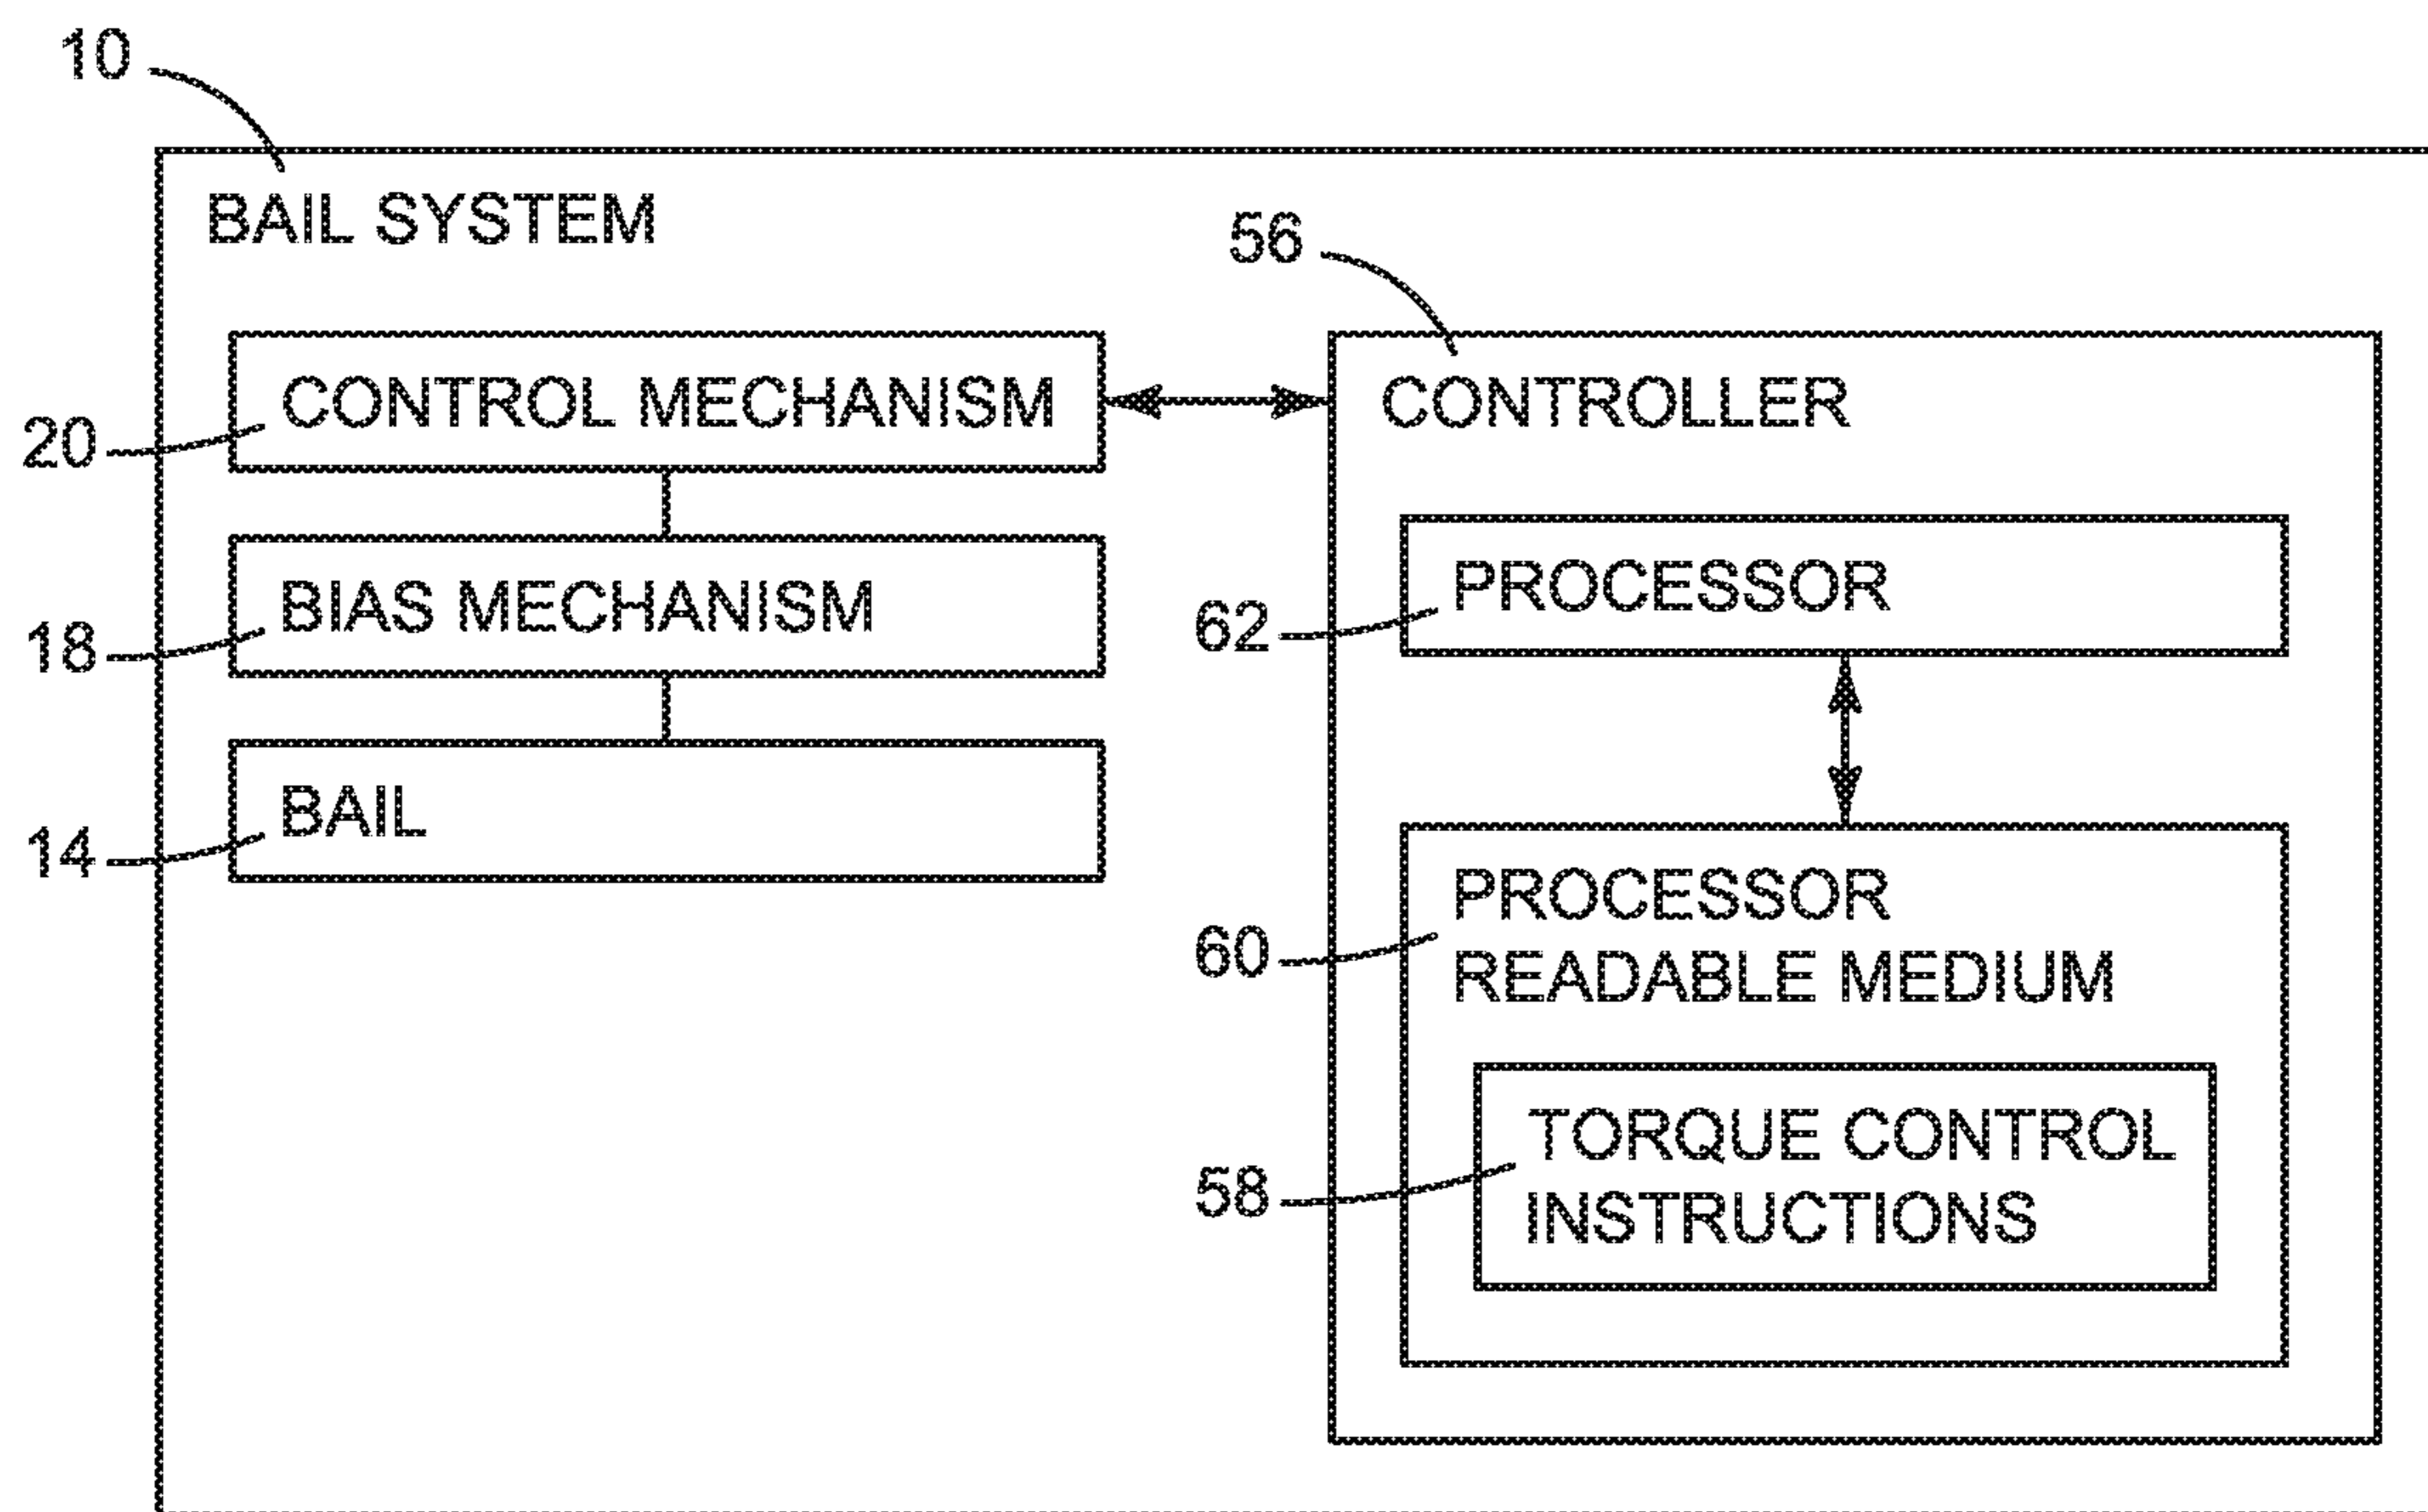 10
BAIL SYSTEM
56
CONTROL MECHANISM
CONTROLLER
20
BIAS MECHANISM
PROCESSOR
18
62
BAIL
14
PROCESSOR
60
READABLE MEDIUM
TORQUE CONTROL
58
INSTRUCTIONS